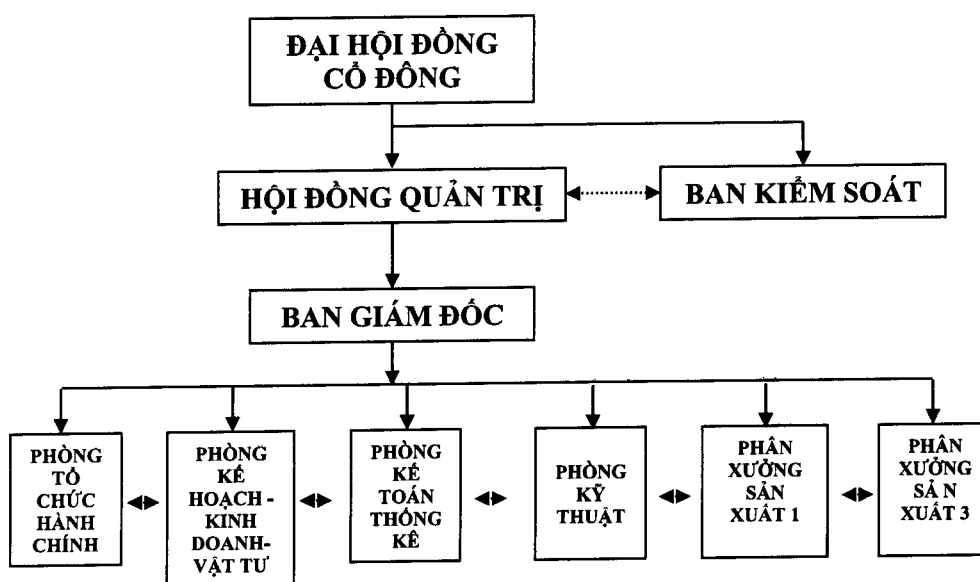 ĐẠI HỘI ĐỒNG
CỔ ĐÔNG
HỘI ĐỒNG QUẢN TRỊ
BAN KIỂM SOÁT
BAN GIÁM ĐỐC
PHÒNG
TỔ
CHỨC
HÀNH
CHÍNH
PHÒNG
KẾ
HOẠCH -
KINH
DOANH-
VẬT TƯ
PHÒNG
KẾ
TOÁN
THỐNG
KÊ
PHÒNG
KỸ
THUẬT
PHÂN
XƯỞNG
SẢN
XUẤT 1
PHÂN
XƯỞNG
SẢ N
XUẤT 3